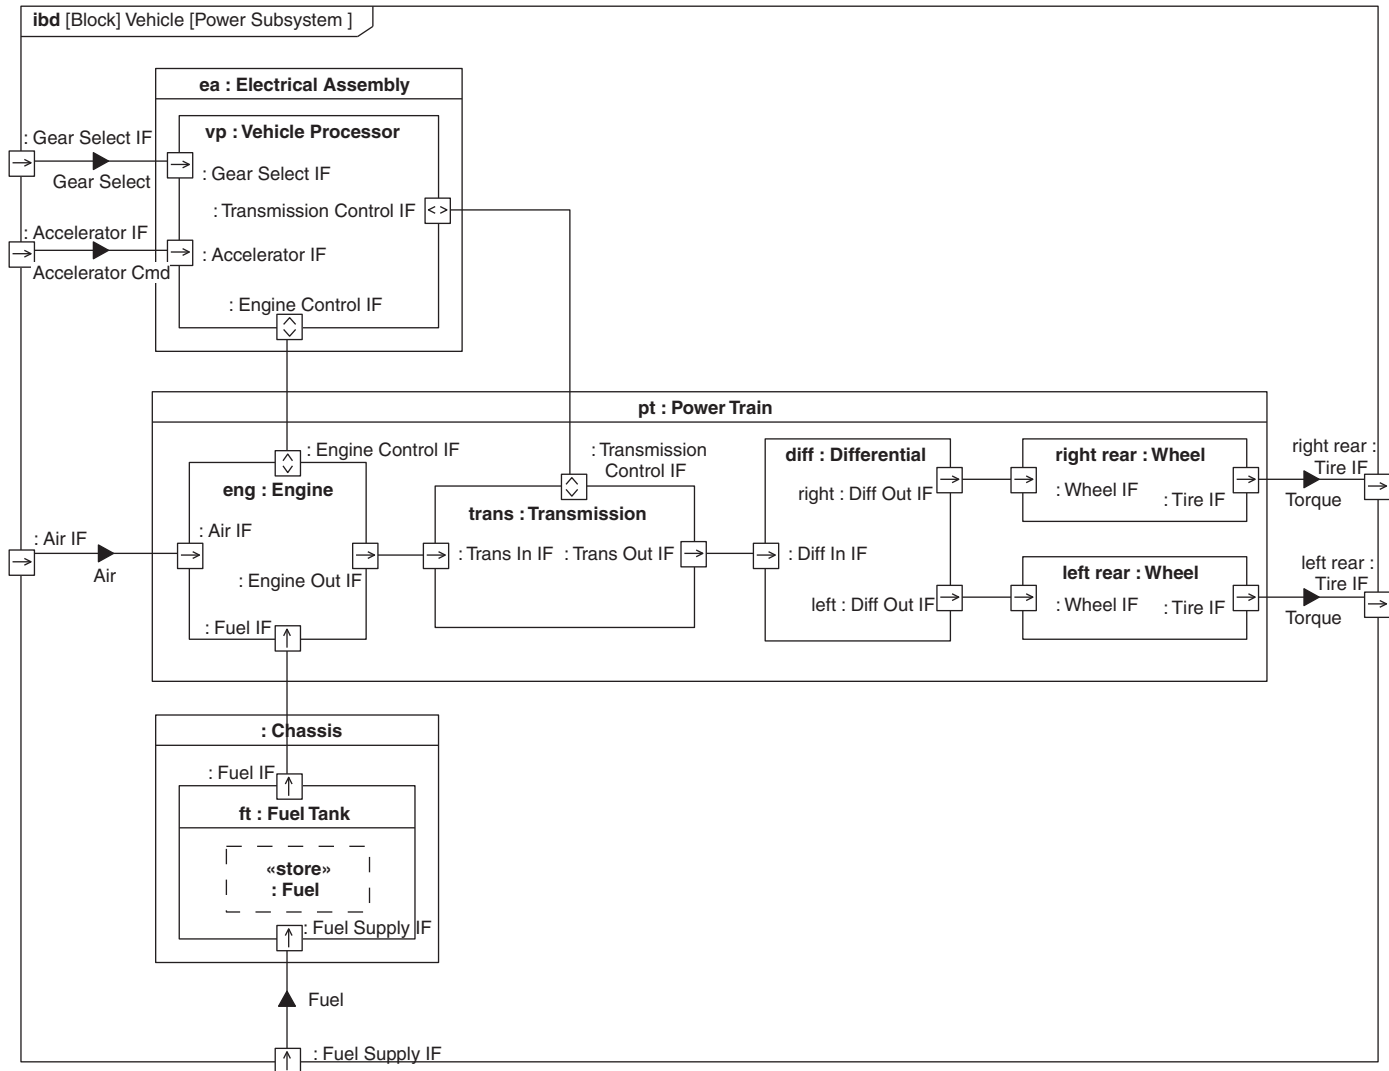 ibd [Block] Vehicle [Power Subsystem ]
ea : Electrical Assembly
vp : Vehicle Processor
: Gear Select IF
Gear Select
: Gear Select IF
: Transmission Control IF
: Accelerator IF
Accelerator Cmd
: Accelerator IF
: Engine Control IF
pt : Power Train
: Engine Control IF
eng : Engine
: Air IF
Air
: Air IF
: Engine Out IF
: Fuel IF
: Transmission
Control IF
trans : Transmission
: Trans In IF
: Trans Out IF
diff : Differential
right : Diff Out IF
: Diff In IF
left : Diff Out IF
right rear : Wheel
: Wheel IF
: Tire IF
right rear :
Tire IF
Torque
left rear : Wheel
: Wheel IF
: Tire IF
left rear :
Tire IF
Torque
: Chassis
: Fuel IF
ft : Fuel Tank
«store»
: Fuel
: Fuel Supply IF
Fuel
: Fuel Supply IF